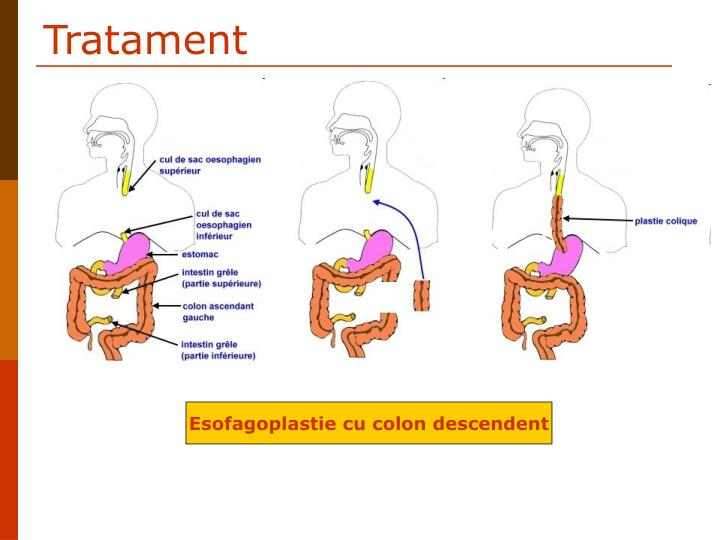 Tratament
cul de sac oesophagien
supérieur
cul de sac
oesophagien
inférieur
estomac
intestin grêle
(partie supérieure)
colon ascendant
gauche
intestin grêle
(partie inférieure)
plastie colique
Esofagoplastie cu colon descendent